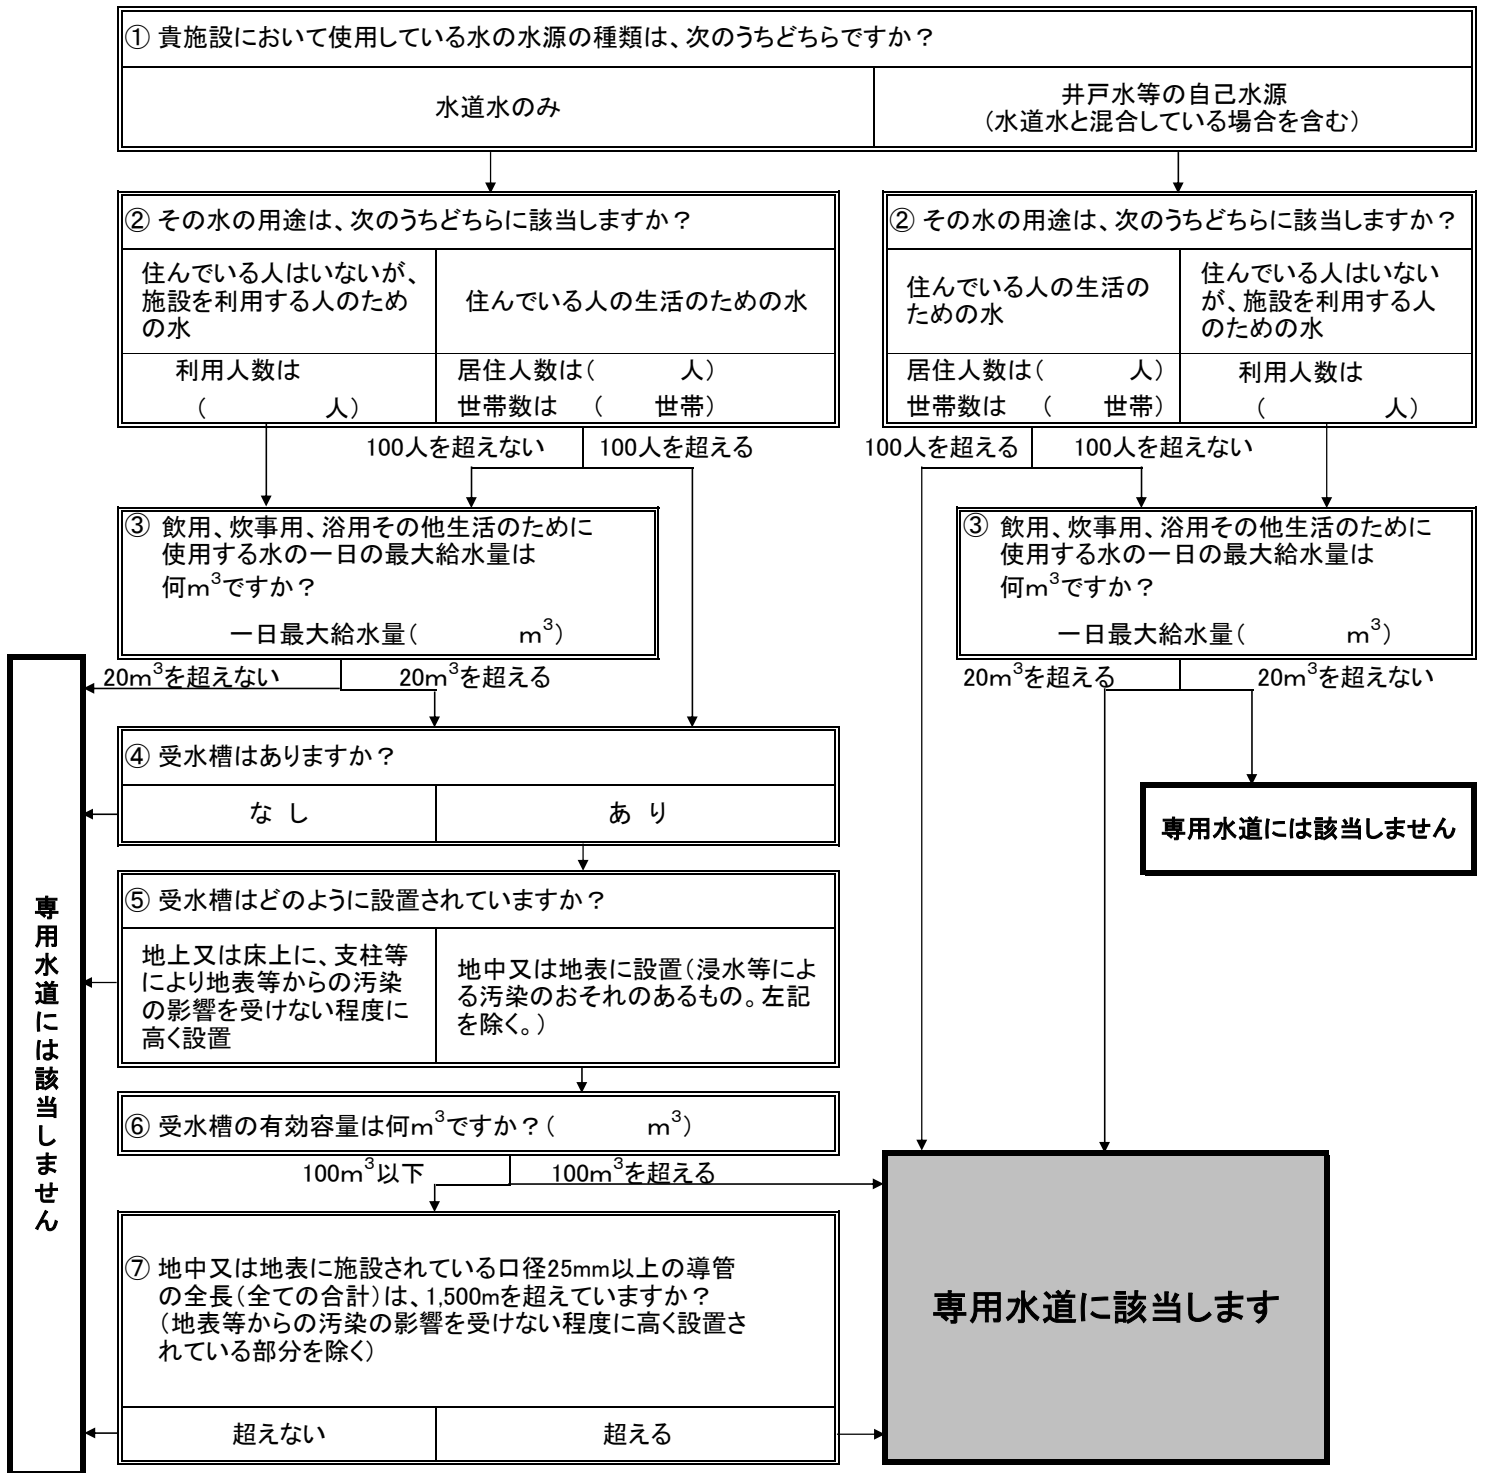 ① 貴施設において使用している水の水源の種類は、次のうちどちらですか？
水道水のみ
井戸水等の自己水源
（水道水と混合している場合を含む）
② その水の用途は、次のうちどちらに該当しますか？
住んでいる人はいないが、
施設を利用する人のため
の水
住んでいる人の生活のための水
利用人数は
（　　　　　人）
居住人数は（　　　　人）
世帯数は　（　　世帯）
② その水の用途は、次のうちどちらに該当しますか？
住んでいる人の生活の
ための水
住んでいる人はいない
が、施設を利用する人
のための水
居住人数は（　　　　人）
世帯数は　（　　世帯）
利用人数は
（　　　　　人）
100人を超えない
100人を超える
100人を超える
100人を超えない
③ 飲用、炊事用、浴用その他生活のために
使用する水の一日の最大給水量は
何ｍ³ですか？
一日最大給水量（　　　　ｍ³）
③ 飲用、炊事用、浴用その他生活のために
使用する水の一日の最大給水量は
何ｍ³ですか？
一日最大給水量（　　　　ｍ³）
20ｍ³を超えない
20ｍ³を超える
20ｍ³を超える
20ｍ³を超えない
④ 受水槽はありますか？
な し
あ り
専用水道には該当しません
専用水道には該当しません
⑤ 受水槽はどのように設置されていますか？
地上又は床上に、支柱等
により地表等からの汚染
の影響を受けない程度に
高く設置
地中又は地表に設置（浸水等によ
る汚染のおそれのあるもの。左記
を除く。）
⑥ 受水槽の有効容量は何ｍ³ですか？（　　　　ｍ³）
100ｍ³以下
100ｍ³を超える
⑦ 地中又は地表に施設されている口径25mm以上の導管
の全長（全ての合計）は、1,500mを超えていますか？
（地表等からの汚染の影響を受けない程度に高く設置さ
れている部分を除く）
超えない
超える
専用水道に該当します